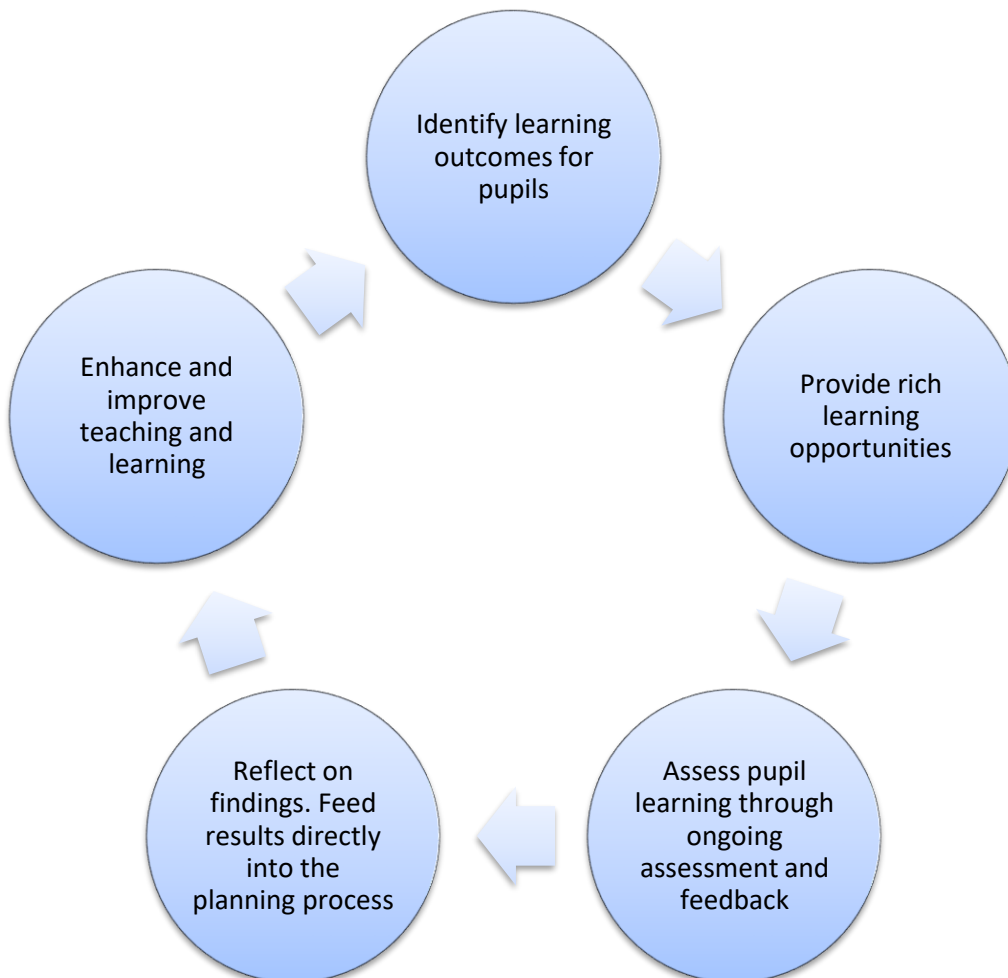 Identify learning
outcomes for
pupils
Provide rich
learning
opportunities
Assess pupil
learning through
ongoing
assessment and
feedback
Reflect on
findings. Feed
results directly
into the
planning process
Enhance and
improve
teaching and
learning